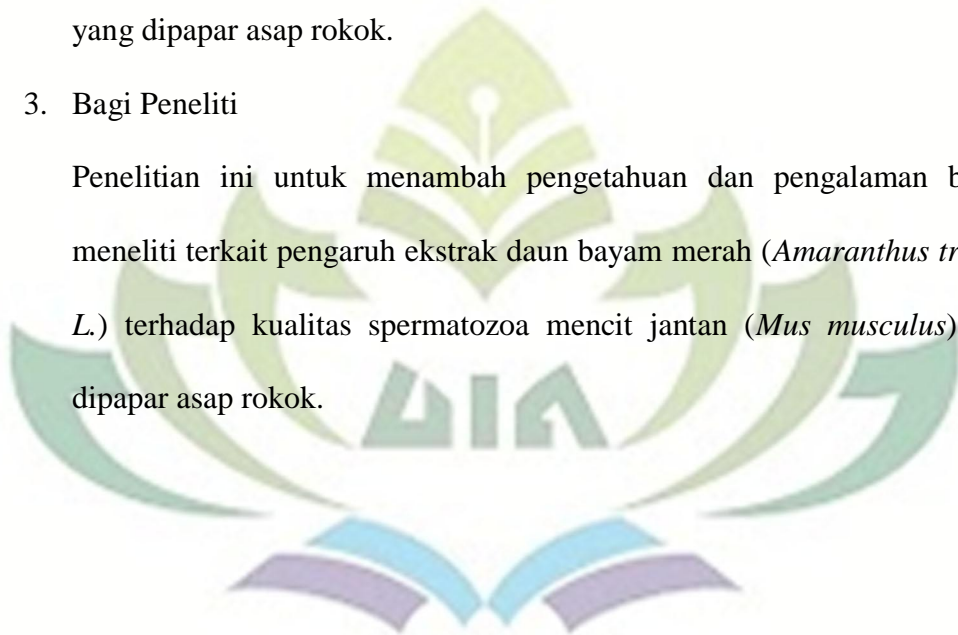 yang dipapar asap rokok.
3. Bagi Peneliti
Penelitian ini untuk menambah pengetahuan dan pengalaman
meneliti terkait pengaruh ekstrak daun bayam merah (Amaranthus
L.) terhadap kualitas spermatozoa mencit jantan (Mus musculus)
dipapar asap rokok.
UIN